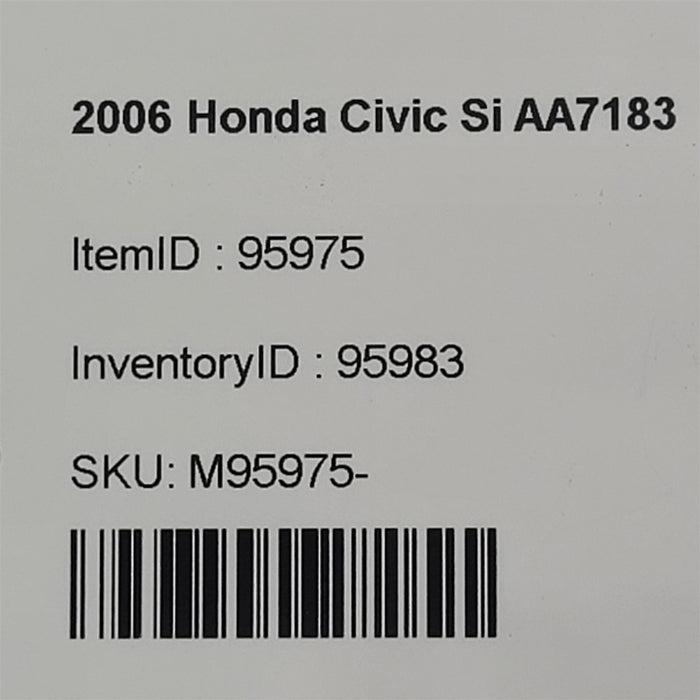 2006 Honda Civic Si AA7183
ItemID : 95975
InventoryID : 95983
SKU: M95975-